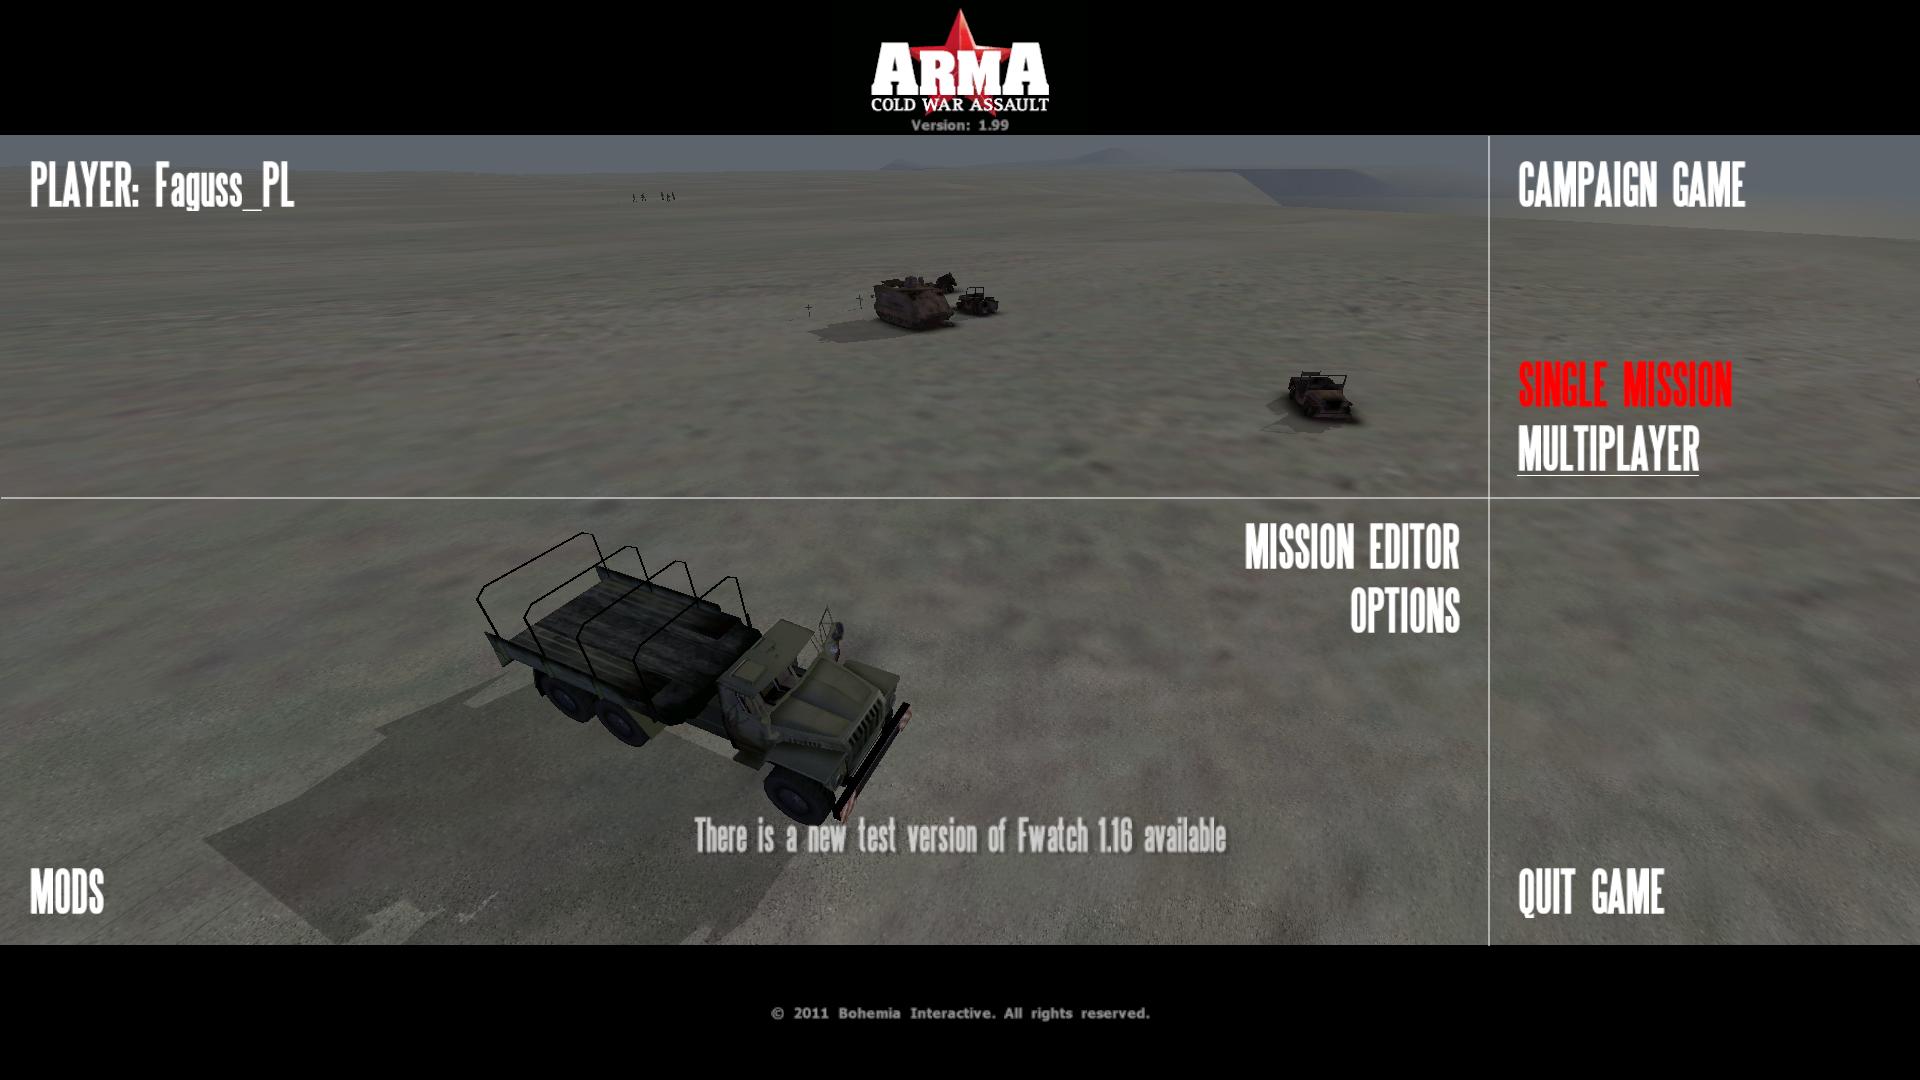 ARMA
COLD WAR ASSAULT
Version: 1.99
PLAYER: Faguss_PL
CAMPAIGN GAME
SINGLE MISSION
MULTIPLAYER
MISSION EDITOR
OPTIONS
There is a new test version of Fwatch 1.16 available
MODS
QUIT GAME
© 2011 Bohemia Interactive. All rights reserved.